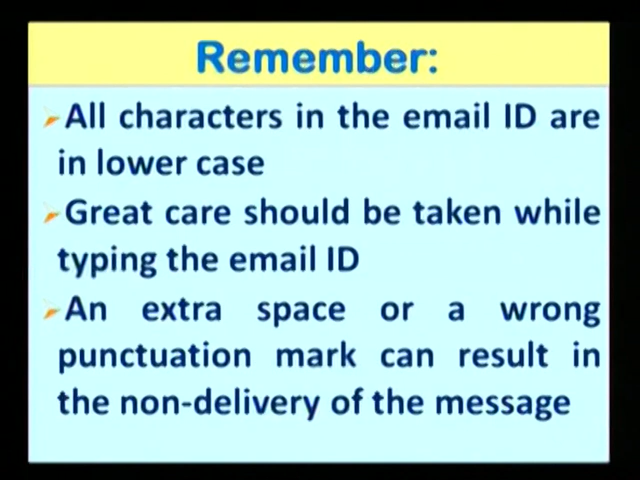 Remember:
All characters in the email ID are
in lower case
Great care should be taken while
typing the email ID
An extra space or a wrong
punctuation mark can result in
the non-delivery of the message